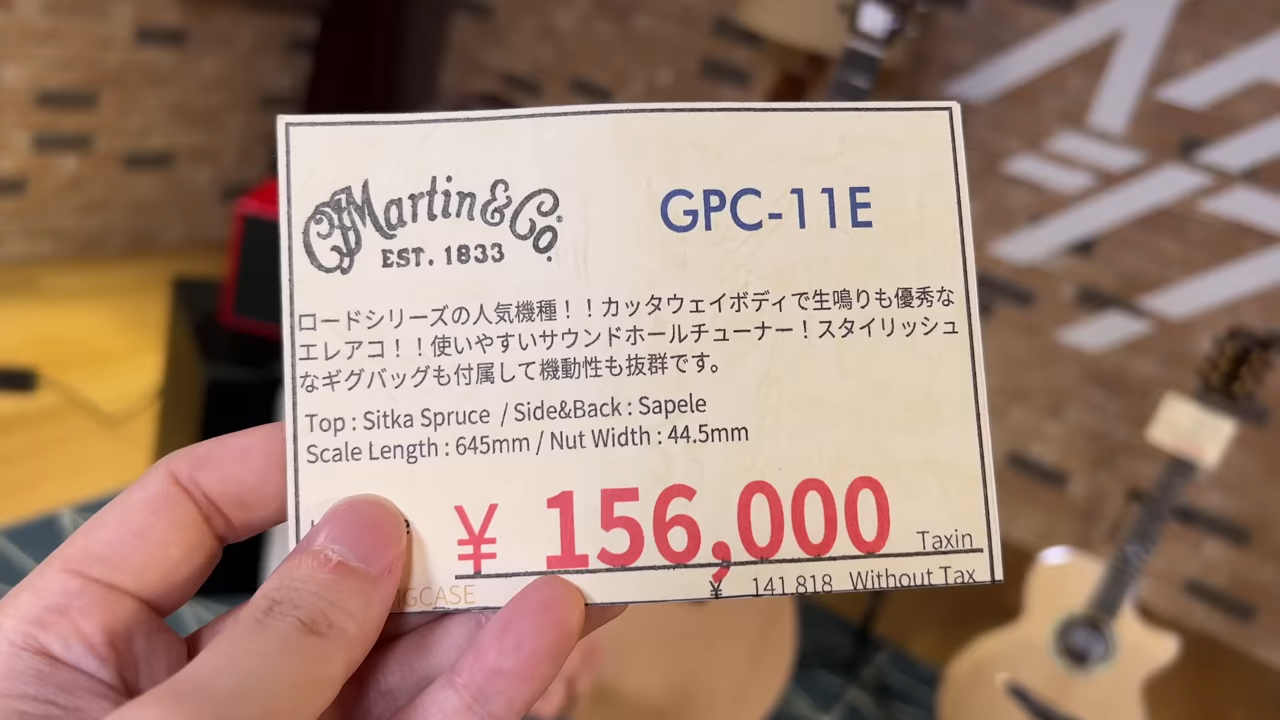 Martin & Co.
EST. 1833
GPC-11E
ロードシリーズの人気機種！！カッタウェイボディで生鳴りも優秀な
エレアコ！！使いやすいサウンドホールチューナー！スタイリッシュ
なギグバッグも付属して機動性も抜群です。
Top : Sitka Spruce / Side&Back : Sapele
Scale Length : 645mm / Nut Width : 44.5mm
¥ 156,000 Taxin
¥ 141,818 Without Tax